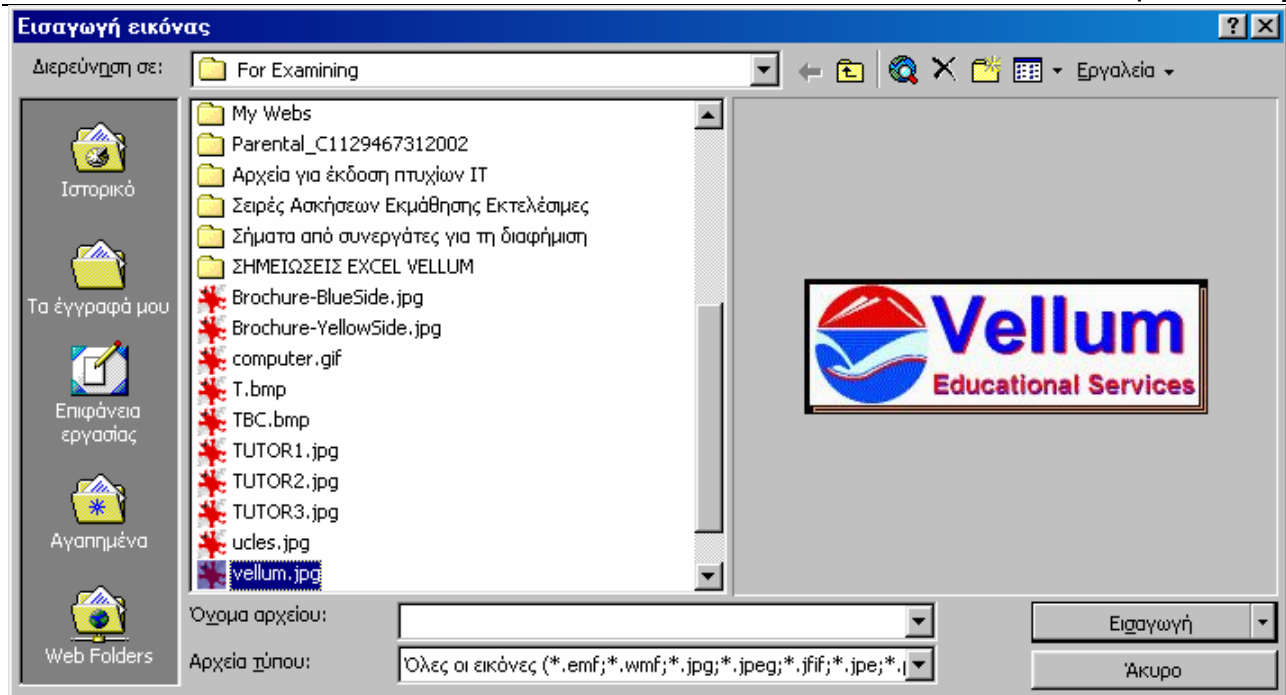 Εισαγωγή εικόνας
Διερεύνηση σε:
For Examining
Εργαλεία
Ιστορικό
Τα έγγραφά μου
Επιφάνεια
εργασίας
Αγαπημένα
Web Folders
My Webs
Parental_C1129467312002
Αρχεία για έκδοση πτυχίων IT
Σειρές Ασκήσεων Εκμάθησης Εκτελέσιμες
Σήματα από συνεργάτες για τη διαφήμιση
ΣΗΜΕΙΩΣΕΙΣ EXCEL VELLUM
Brochure-BlueSide.jpg
Brochure-YellowSide.jpg
computer.gif
T.bmp
TBC.bmp
TUTOR1.jpg
TUTOR2.jpg
TUTOR3.jpg
ucles.jpg
vellum.jpg
Vellum
Educational Services
Όνομα αρχείου:
Εισαγωγή
Αρχεία τύπου:
Όλες οι εικόνες (*.emf;*.wmf;*.jpg;*.jpeg;*.jfif;*.jpe;*.
Άκυρο